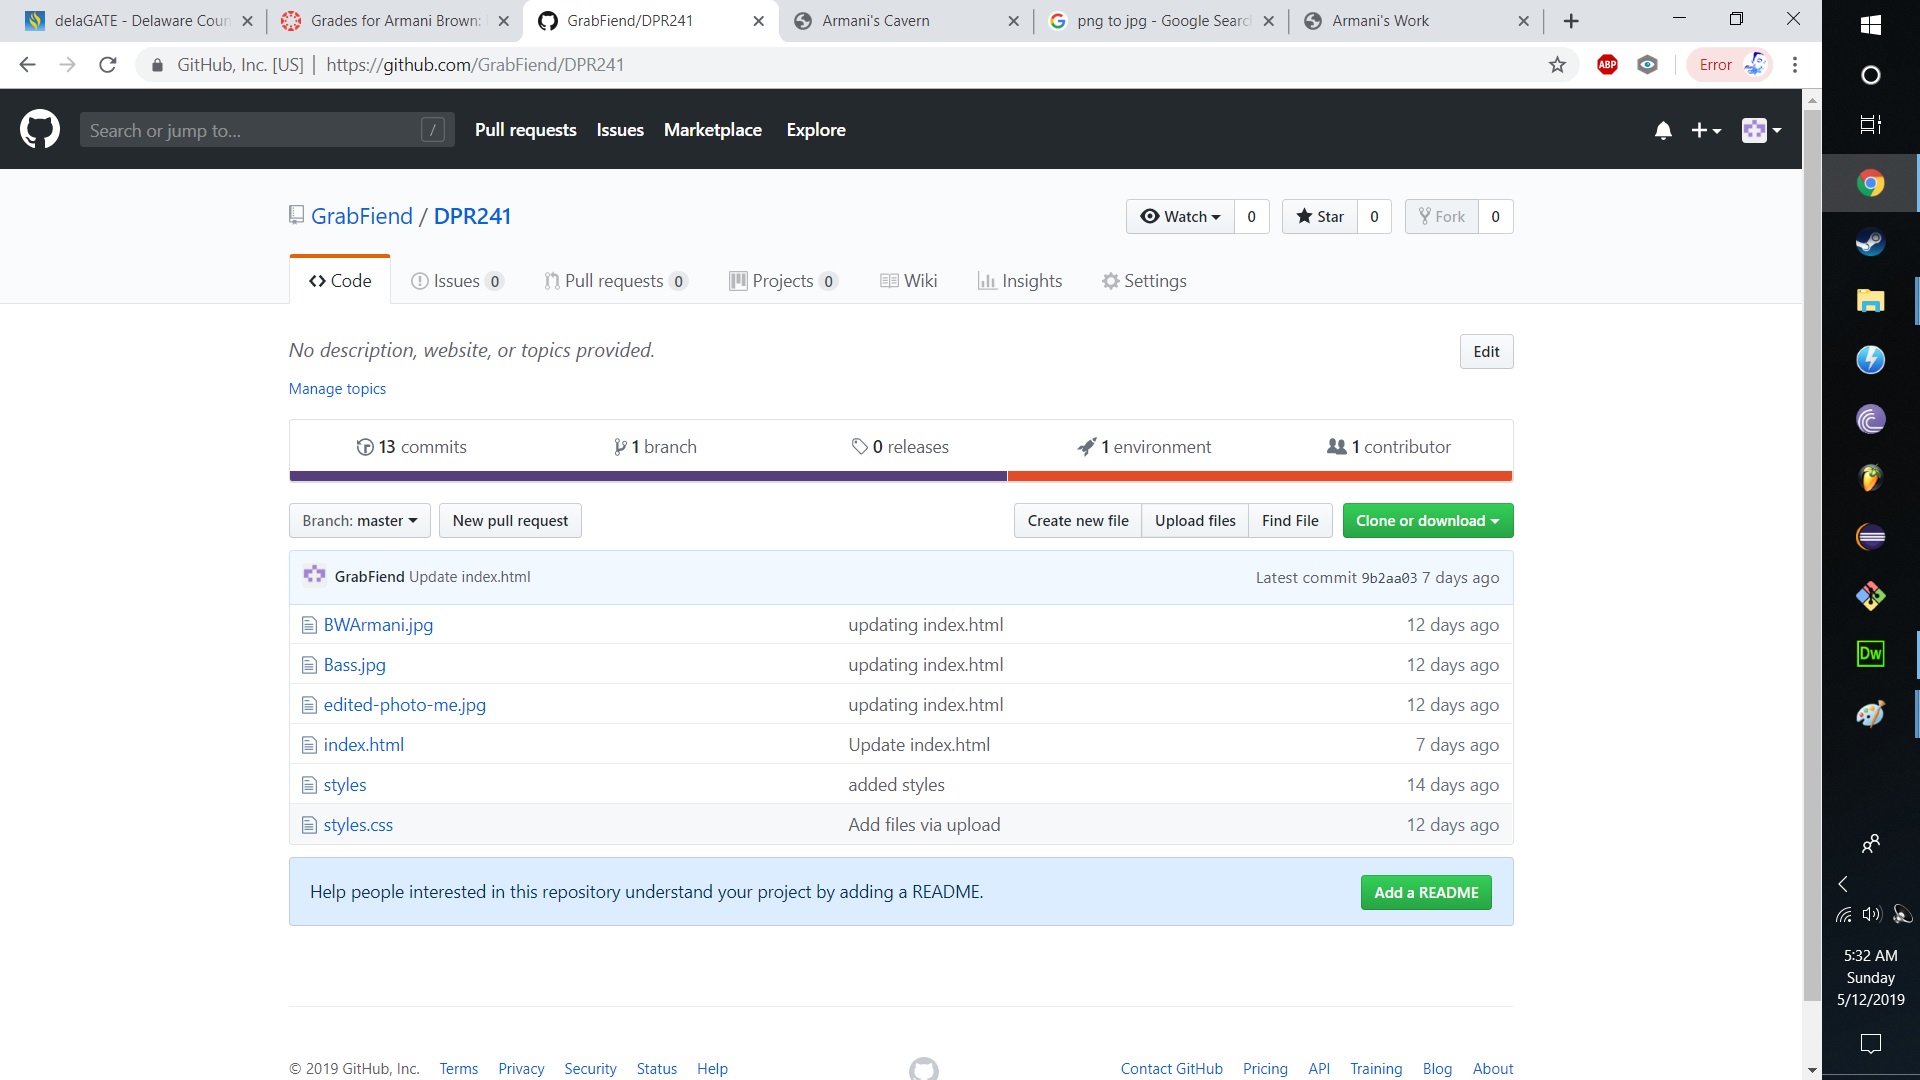 delaGATE - Delaware Coun
Grades for Armani Brown:
GrabFiend/DPR241
Armani's Cavern
png to jpg - Google Searc
Armani's Work
GitHub, Inc. [US] | https://github.com/GrabFiend/DPR241
ABP
Error
Search or jump to... /
Pull requests Issues Marketplace Explore
GrabFiend / DPR241
Watch 0 Star 0 Fork 0
Code Issues 0 Pull requests 0 Projects 0 Wiki Insights Settings
No description, website, or topics provided.
Edit
Manage topics
13 commits 1 branch 0 releases 1 environment 1 contributor
Branch: master New pull request Create new file Upload files Find File Clone or download
GrabFiend Update index.html Latest commit 9b2aa03 7 days ago
BWArmani.jpg updating index.html 12 days ago
Bass.jpg updating index.html 12 days ago
edited-photo-me.jpg updating index.html 12 days ago
index.html Update index.html 7 days ago
styles added styles 14 days ago
styles.css Add files via upload 12 days ago
Help people interested in this repository understand your project by adding a README.
Add a README
© 2019 GitHub, Inc. Terms Privacy Security Status Help
Contact GitHub Pricing API Training Blog About
Dw
5:32 AM
Sunday
5/12/2019